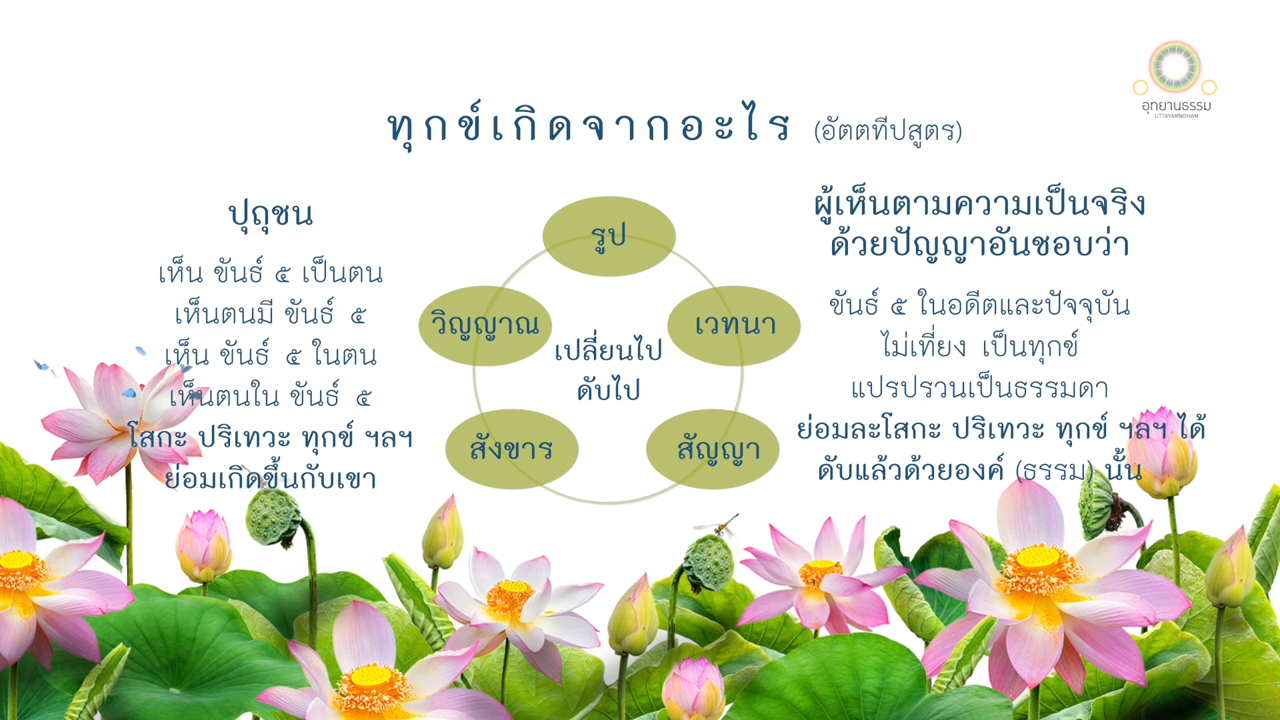 อุทยานธรรม
UTTAYARNDHAM
ทุกข์เกิดจากอะไร (อัตตทีปสูตร)
ปุถุชน
เห็น ขันธ์ ๕ เป็นตน
เห็นตนมี ขันธ์ ๕
เห็น ขันธ์ ๕ ในตน
เห็นตนใน ขันธ์ ๕
โสกะ ปริเทวะ ทุกข์ ฯลฯ
ย่อมเกิดขึ้นกับเขา
รูป
เวทนา
สัญญา
สังขาร
วิญญาณ
เปลี่ยนไป
ดับไป
ผู้เห็นตามความเป็นจริง
ด้วยปัญญาอันชอบว่า
ขันธ์ ๕ ในอดีตและปัจจุบัน
ไม่เที่ยง เป็นทุกข์
แปรปรวนเป็นธรรมดา
ย่อมละโสกะ ปริเทวะ ทุกข์ ฯลฯ ได้
ดับแล้วด้วยองค์ (ธรรม) นั้น